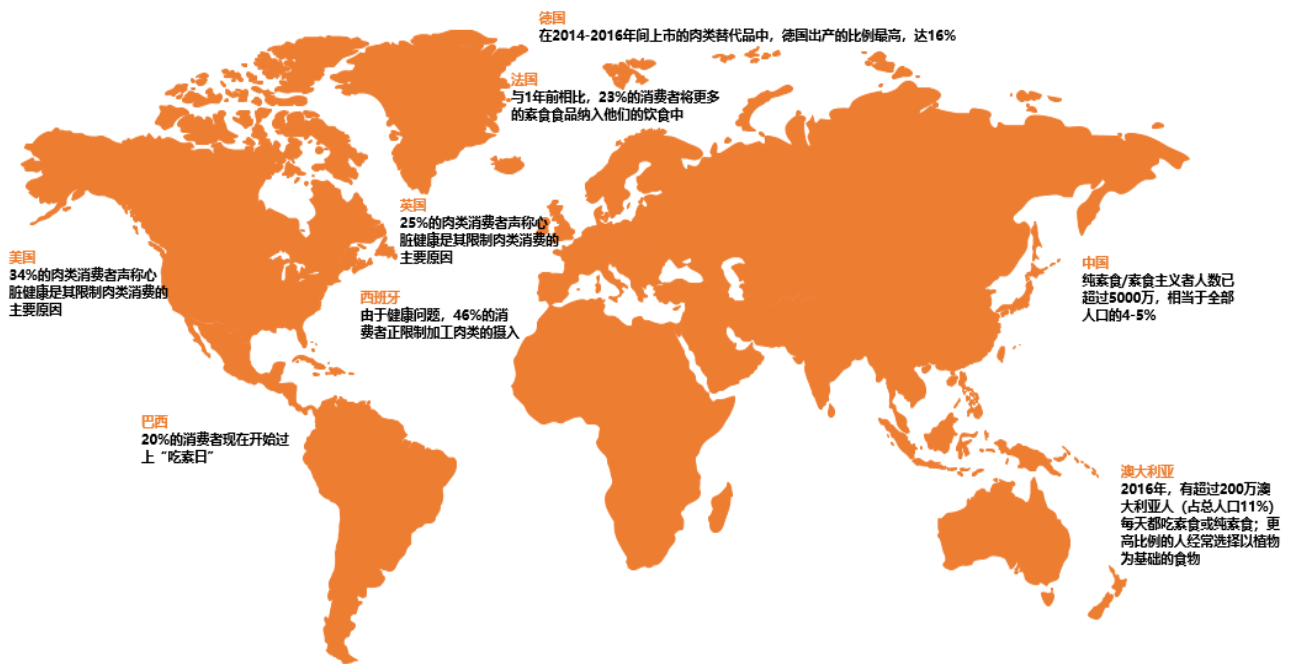 德国
在2014-2016年间上市的肉类替代品中，德国出产的比例最高，达16%
法国
与1年前相比，23%的消费者将更多
的素食食品纳入他们的饮食中
英国
25%的肉类消费者声称心
脏健康是其限制肉类消费的
主要原因
美国
34%的肉类消费者声称心
脏健康是其限制肉类消费的
主要原因
西班牙
由于健康问题，46%的消
费者正限制加工肉类的摄入
中国
纯素食/素食主义者人数已
超过5000万，相当于全部
人口的4-5%
巴西
20%的消费者现在开始过
上“吃素日”
澳大利亚
2016年，有超过200万澳
大利亚人（占总人口11%）
每天都吃素食或纯素食；更
高比例的人经常选择以植物
为基础的食物